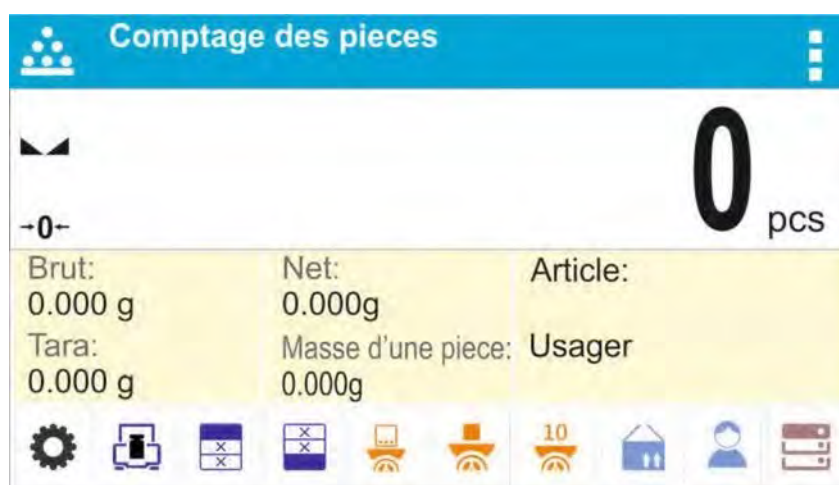 Comptage des pieces
→0←
0 pcs
Brut:
0.000 g
Net:
0.000g
Article:
Tara:
0.000 g
Masse d'une piece:
0.000g
Usager
10